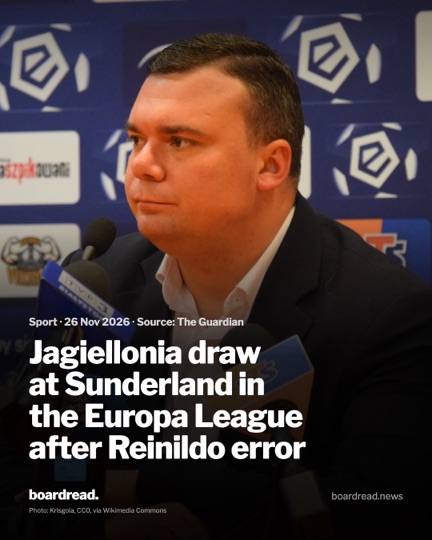 szpikowani
Sport · 26 Nov 2026 · Source: The Guardian
Jagiellonia draw
at Sunderland in
the Europa League
after Reinildo error
boardread.
boardread.news
Photo: Krisgola, CC0, via Wikimedia Commons